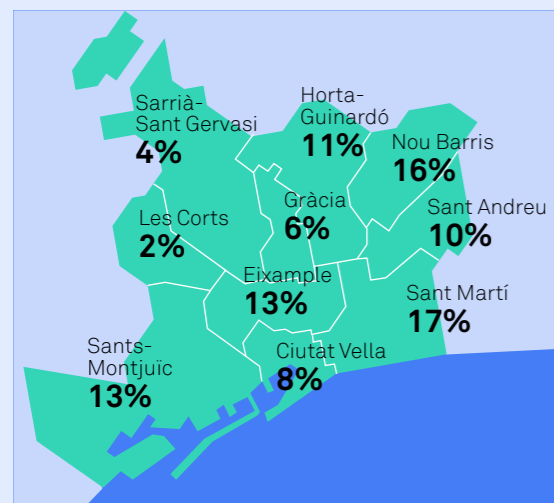 Sarrià-
Sant Gervasi
4%
Horta-
Guinardó
11%
Nou Barris
16%
Les Corts
2%
Gràcia
6%
Sant Andreu
10%
Eixample
13%
Sant Martí
17%
Sants-
Montjuïc
13%
Ciutat Vella
8%